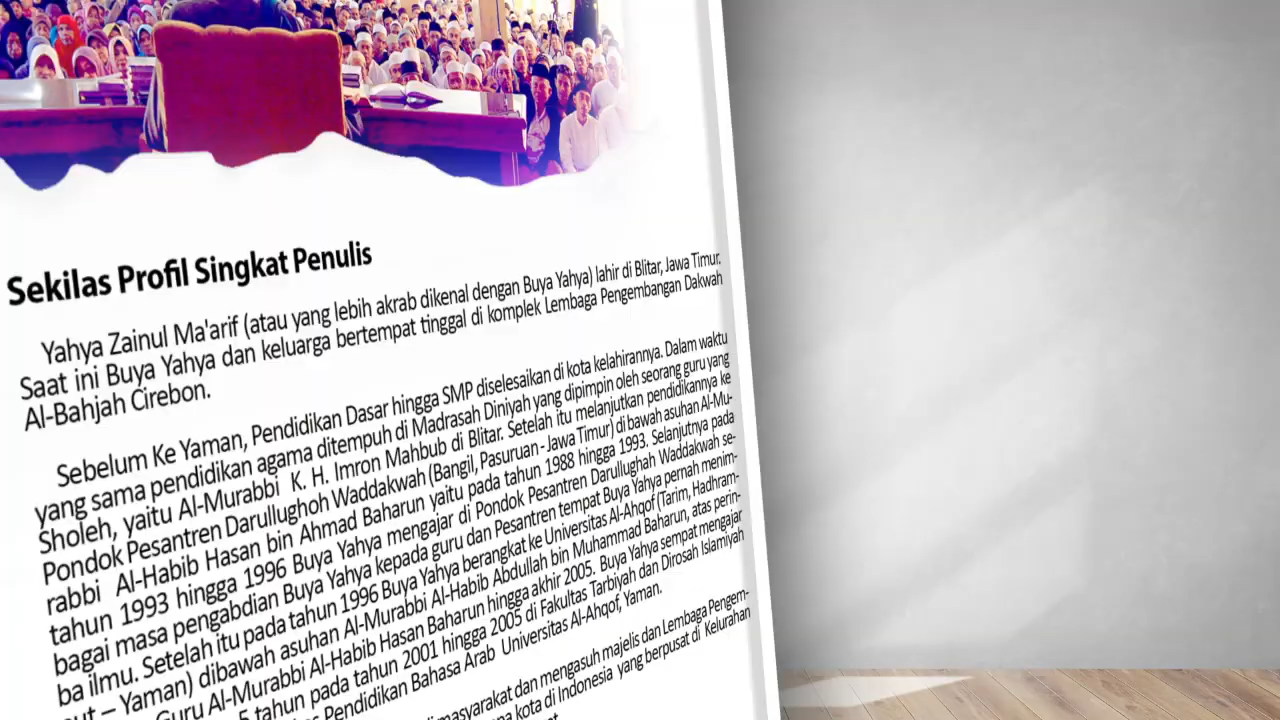 Sekilas Profil Singkat Penulis
Yahya Zainul Ma'arif (atau yang lebih akrab dikenal dengan Buya Yahya) lahir di Blitar, Jawa Timur.
Saat ini Buya Yahya dan keluarga bertempat tinggal di komplek Lembaga Pengembangan Dakwah
Al-Bahjah Cirebon.
Sebelum Ke Yaman, Pendidikan Dasar hingga SMP diselesaikan di kota kelahirannya. Dalam waktu
yang sama pendidikan agama ditempuh di Madrasah Diniyah yang dipimpin oleh seorang guru yang
Sholeh, yaitu Al-Murabbi K. H. Imron Mahbub di Blitar. Setelah itu melanjutkan pendidikannya ke
Pondok Pesantren Darullughoh Waddakwah (Bangil, Pasuruan - Jawa Timur) di bawah asuhan Al-Mu-
rabbi Al-Habib Hasan bin Ahmad Baharun yaitu pada tahun 1988 hingga 1993. Selanjutnya pada
tahun 1993 hingga 1996 Buya Yahya mengajar di Pondok Pesantren Darullughah Waddakwah se-
bagai masa pengabdian Buya Yahya kepada guru dan Pesantren tempat Buya Yahya pernah menim-
ba ilmu. Setelah itu pada tahun 1996 Buya Yahya berangkat ke Universitas Al-Ahqof (Tarim, Hadhram-
out – Yaman) dibawah asuhan Al-Murabbi Al-Habib Abdullah bin Muhammad Baharun, atas perin-
Guru Al-Murabbi Al-Habib Hasan Baharun hingga akhir 2005. Buya Yahya sempat mengajar
5 tahun pada tahun 2001 hingga 2005 di Fakultas Tarbiyah dan Dirosah Islamiyah
Pendidikan Bahasa Arab Universitas Al-Ahqof, Yaman.
masyarakat dan mengasuh majelis dan Lembaga Pengem-
kota di Indonesia yang berpusat di Kelurahan